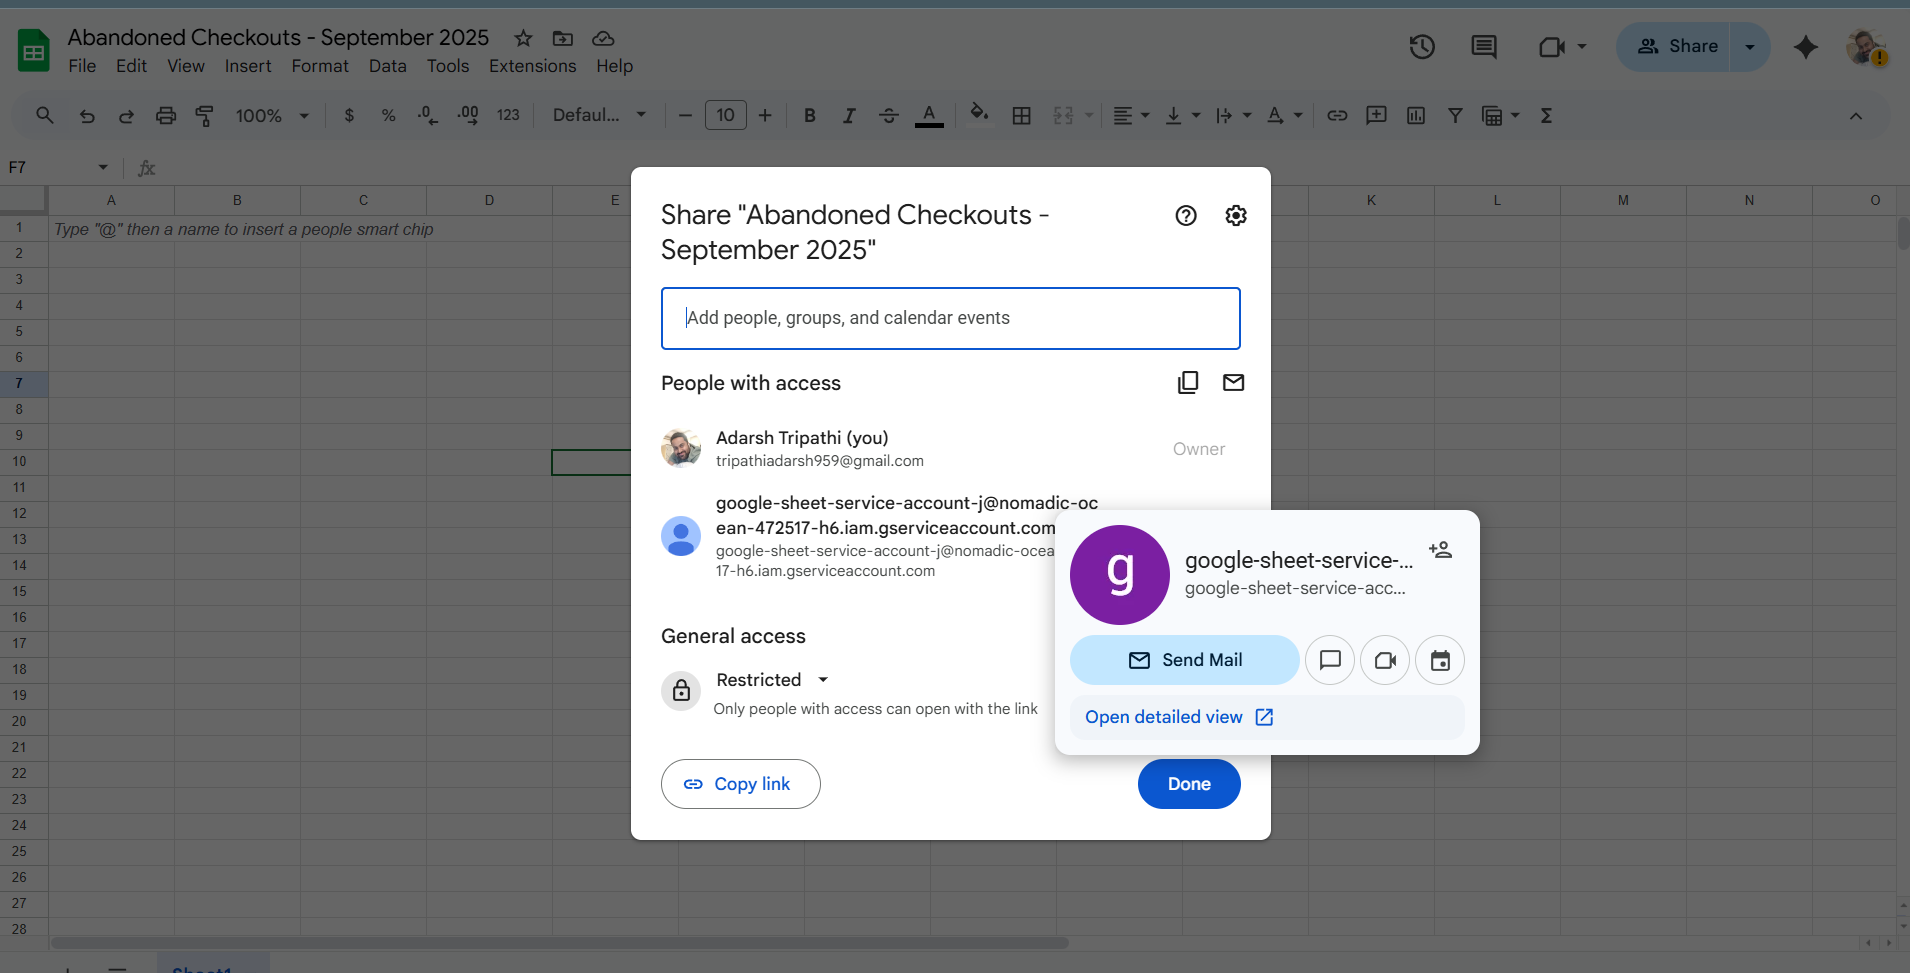 Abandoned Checkouts - September 2025
File Edit View Insert Format Data Tools Extensions Help
Share
100% $ % .0 .00 123 Defaul... 10 B I A
F7 fx
A B C D E K L M N O
1 Type "@" then a name to insert a people smart chip
2
3
4
5
6
7
8
9
10
11
12
13
14
15
16
17
18
19
20
21
22
23
24
25
26
27
28
Share "Abandoned Checkouts -
September 2025"
Add people, groups, and calendar events
People with access
Adarsh Tripathi (you)
tripathiadarsh959@gmail.com
Owner
google-sheet-service-account-j@nomadic-oc
ean-472517-h6.iam.gserviceaccount.com
google-sheet-service-account-j@nomadic-ocea
17-h6.iam.gserviceaccount.com
g
google-sheet-service-...
google-sheet-service-acc...
Send Mail
Open detailed view
General access
Restricted
Only people with access can open with the link
Copy link
Done
Sheet1